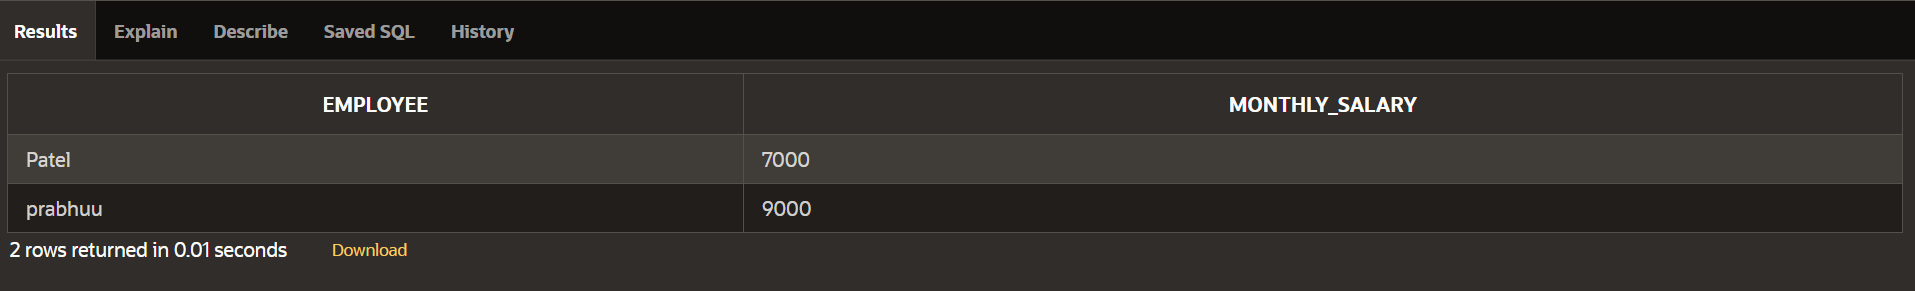 Results Explain Describe Saved SQL History
EMPLOYEE MONTHLY_SALARY
Patel 7000
prabhuu 9000
2 rows returned in 0.01 seconds Download